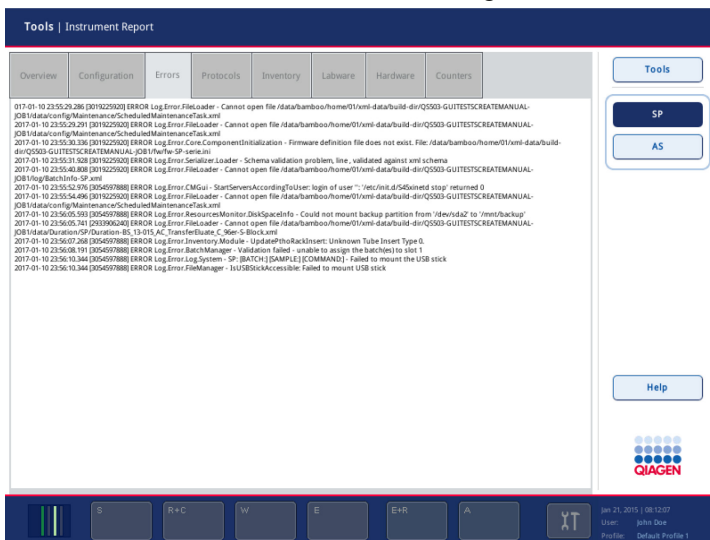 Tools | Instrument Report
Overview
Configuration
Errors
Protocols
Inventory
Labware
Hardware
Counters
017-01-10 23:55:29.286 [3019225920] ERROR Log.Error.FileLoader - Cannot open file /data/bamboo/home/01/xml-data/build-dir/QS503-GUITESTSCREATEMANUAL-
JOB1/data/config/Maintenance/ScheduledMaintenanceTask.xml
2017-01-10 23:55:29.291 [3019225920] ERROR Log.Error.FileLoader - Cannot open file /data/bamboo/home/01/xml-data/build-dir/QS503-GUITESTSCREATEMANUAL-
JOB1/data/config/Maintenance/ScheduledMaintenanceTask.xml
2017-01-10 23:55:30.336 [3019225920] ERROR Log.Error.Core.ComponentInitialization - Firmware definition file does not exist. File: /data/bamboo/home/01/xml-data/build-
dir/QS503-GUITESTSCREATEMANUAL-JOB1/fw/fw-SP-serie.ini
2017-01-10 23:55:31.928 [3019225920] ERROR Log.Error.Serializer.Loader - Schema validation problem, line , validated against xml schema
2017-01-10 23:55:40.808 [3019225920] ERROR Log.Error.FileLoader - Cannot open file /data/bamboo/home/01/xml-data/build-dir/QS503-GUITESTSCREATEMANUAL-
JOB1/log/BatchInfo-SP.xml
2017-01-10 23:55:52.976 [3054597888] ERROR Log.Error.CMGui - StartServersAccordingToUser: login of user '': '/etc/init.d/S45xinetd stop' returned 0
2017-01-10 23:55:54.496 [3054597888] ERROR Log.Error.FileLoader - Cannot open file /data/bamboo/home/01/xml-data/build-dir/QS503-GUITESTSCREATEMANUAL-
JOB1/data/config/Maintenance/ScheduledMaintenanceTask.xml
2017-01-10 23:56:05.593 [3054597888] ERROR Log.Error.ResourcesMonitor.DiskSpaceInfo - Could not mount backup partition from '/dev/sda2' to '/mnt/backup'
2017-01-10 23:56:05.741 [2933906240] ERROR Log.Error.FileLoader - Cannot open file /data/bamboo/home/01/xml-data/build-dir/QS503-GUITESTSCREATEMANUAL-
JOB1/data/Duration/SP/Duration-BS_13-015_AC_TransferEluate_C_96er-S-Block.xml
2017-01-10 23:56:07.268 [3054597888] ERROR Log.Error.Inventory.Module - UpdatePthoRackInsert: Unknown Tube Insert Type 0.
2017-01-10 23:56:08.191 [3054597888] ERROR Log.Error.BatchManager - Validation failed - unable to assign the batch(es) to slot 1
2017-01-10 23:56:10.344 [3054597888] ERROR Log.Error.Log.System - SP: [BATCH:] [SAMPLE:] [COMMAND:] - Failed to mount the USB stick
2017-01-10 23:56:10.344 [3054597888] ERROR Log.Error.FileManager - IsUSBStickAccessible: Failed to mount USB stick
Tools
SP
AS
Help
QIAGEN
S
R+C
W
E
E+R
A
Jan 21, 2015 | 08:12:07
User: John Doe
Profile: Default Profile 1